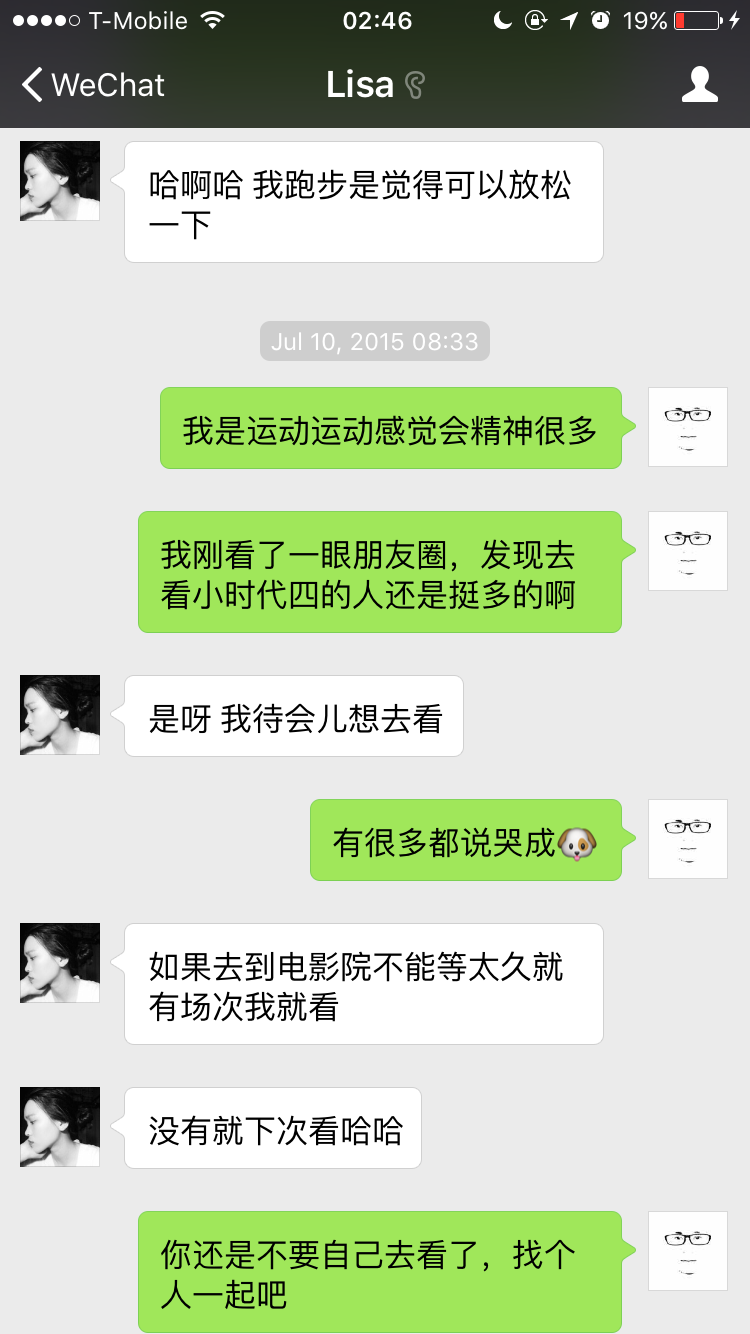 T-Mobile 02:46 19%
WeChat Lisa
哈啊哈 我跑步是觉得可以放松
一下
Jul 10, 2015 08:33
我是运动运动感觉会精神很多
我刚看了一眼朋友圈，发现去
看小时代四的人还是挺多的啊
是呀 我待会儿想去看
有很多都说哭成🐶
如果去到电影院不能等太久就
有场次我就看
没有就下次看哈哈
你还是不要自己去看了，找个
人一起吧